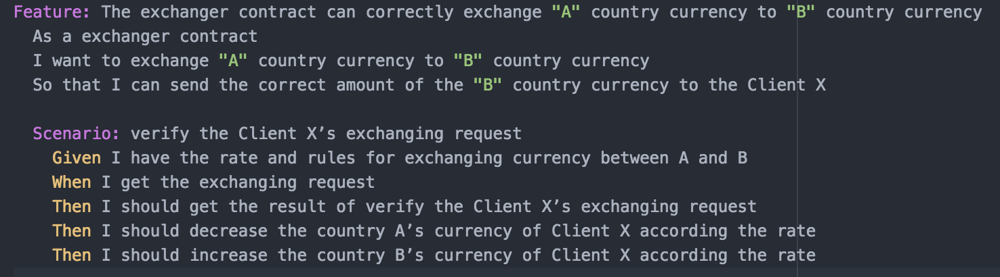 Feature: The exchanger contract can correctly exchange "A" country currency to "B" country currency
As a exchanger contract
I want to exchange "A" country currency to "B" country currency
So that I can send the correct amount of the "B" country currency to the Client X
Scenario: verify the Client X’s exchanging request
Given I have the rate and rules for exchanging currency between A and B
When I get the exchanging request
Then I should get the result of verify the Client X’s exchanging request
Then I should decrease the country A’s currency of Client X according the rate
Then I should increase the country B’s currency of Client X according the rate